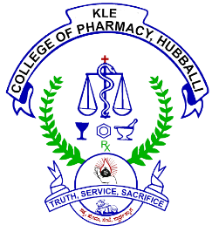 KLE
COLLEGE OF PHARMACY, HUBBALLI
Rx
TRUTH, SERVICE, SACRIFICE